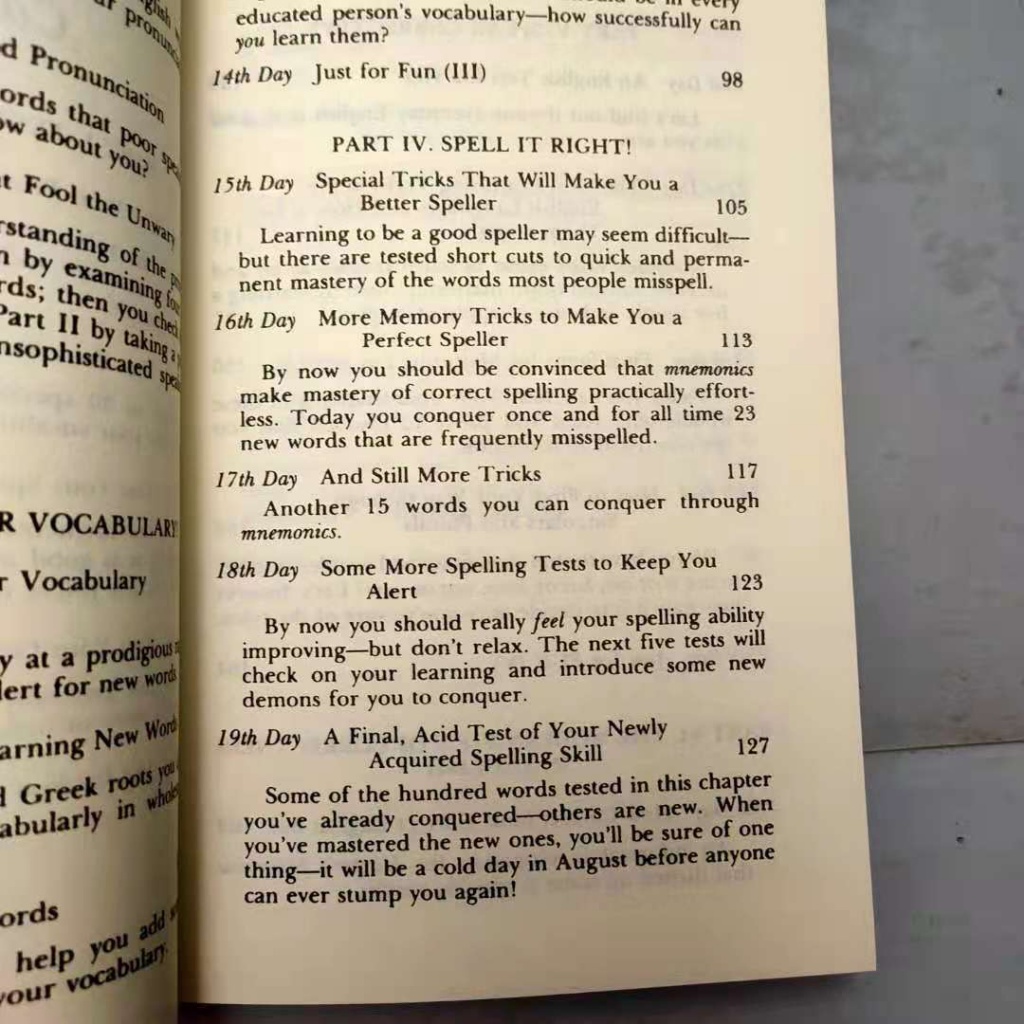 English
pronunc
d Pronunciation
ords that poor
ow about you?
t Fool the Unwary
rstanding of the
n by examining
rds; then you check
Part II by taking a
nsophisticated
R VOCABULARY
r Vocabulary
y at a prodigious
lert for new words
arning New Words
d Greek roots you
abularly in
ords
help you add
your vocabulary.
educated person's vocabulary—how successfully can
you learn them?
14th Day Just for Fun (III) 98
PART IV. SPELL IT RIGHT!
15th Day Special Tricks That Will Make You a
Better Speller 105
Learning to be a good speller may seem difficult—
but there are tested short cuts to quick and perma-
nent mastery of the words most people misspell.
16th Day More Memory Tricks to Make You a
Perfect Speller 113
By now you should be convinced that mnemonics
make mastery of correct spelling practically effort-
less. Today you conquer once and for all time 23
new words that are frequently misspelled.
17th Day And Still More Tricks 117
Another 15 words you can conquer through
mnemonics.
18th Day Some More Spelling Tests to Keep You
Alert 123
By now you should really feel your spelling ability
improving—but don't relax. The next five tests will
check on your learning and introduce some new
demons for you to conquer.
19th Day A Final, Acid Test of Your Newly
Acquired Spelling Skill 127
Some of the hundred words tested in this chapter
you've already conquered—others are new. When
you've mastered the new ones, you'll be sure of one
thing—it will be a cold day in August before anyone
can ever stump you again!